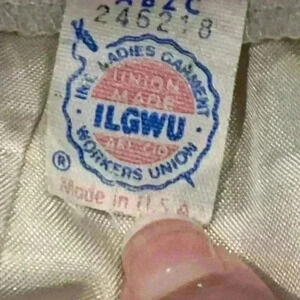 246218
INT. LADIES GARMENT
UNION
MADE
ILGWU
AFL-CIO
WORKERS UNION
®
Made in U.S.A.